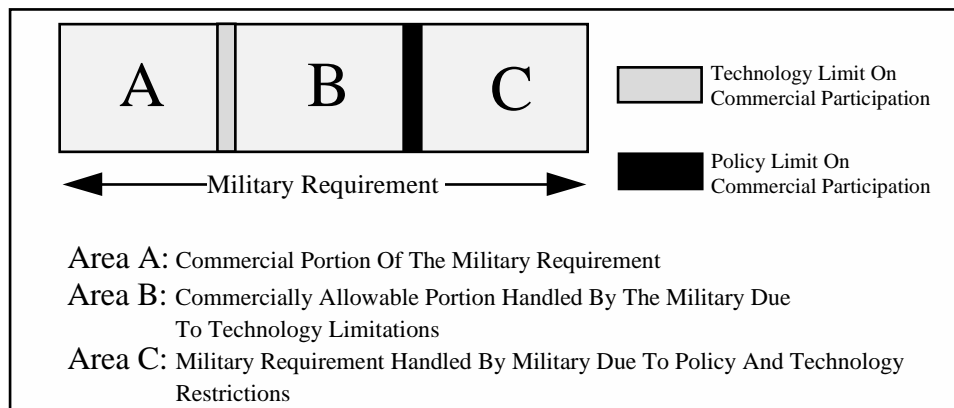 A
B
C
Technology Limit On
Commercial Participation
Policy Limit On
Commercial Participation
Military Requirement
Area A: Commercial Portion Of The Military Requirement
Area B: Commercially Allowable Portion Handled By The Military Due
To Technology Limitations
Area C: Military Requirement Handled By Military Due To Policy And Technology
Restrictions